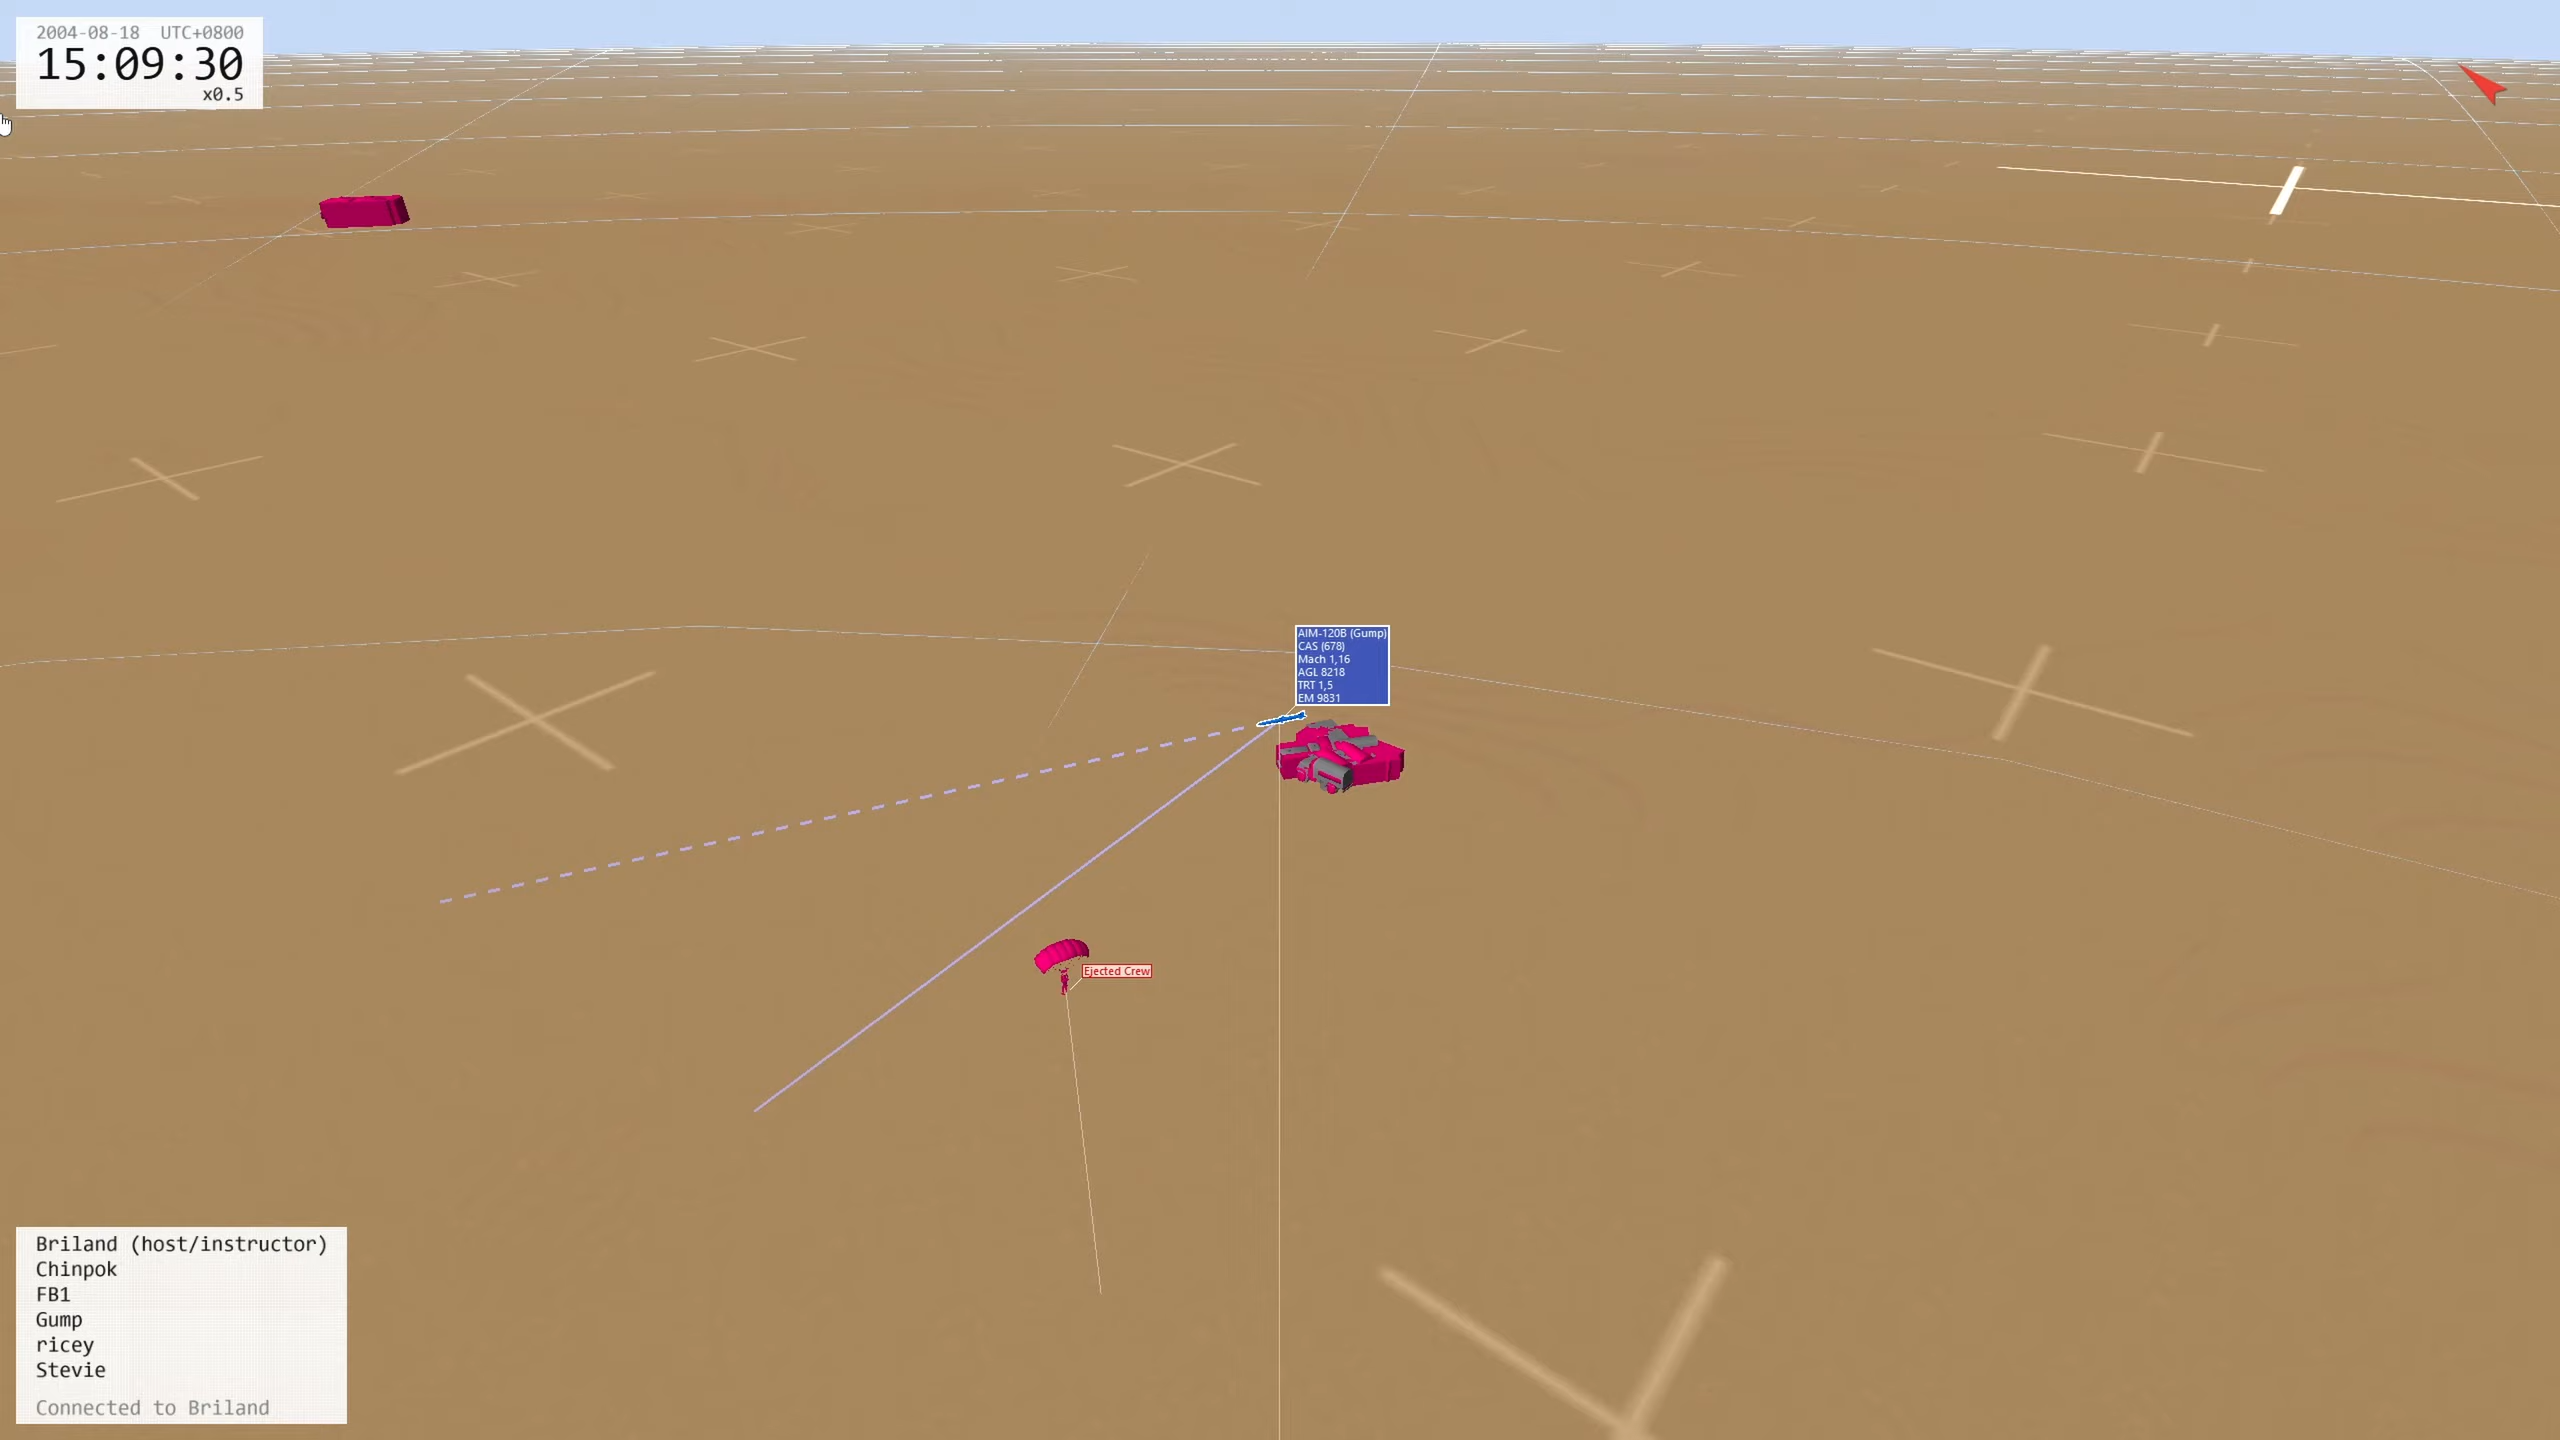 2004-08-18 UTC+0800
15:09:30
x0.5
AIM-120B (Gump)
CAS (678)
Mach 1,16
AGL 8218
TRT 1,5
EM 9831
Ejected Crew
Briland (host/instructor)
Chinpok
FB1
Gump
ricey
Stevie
Connected to Briland